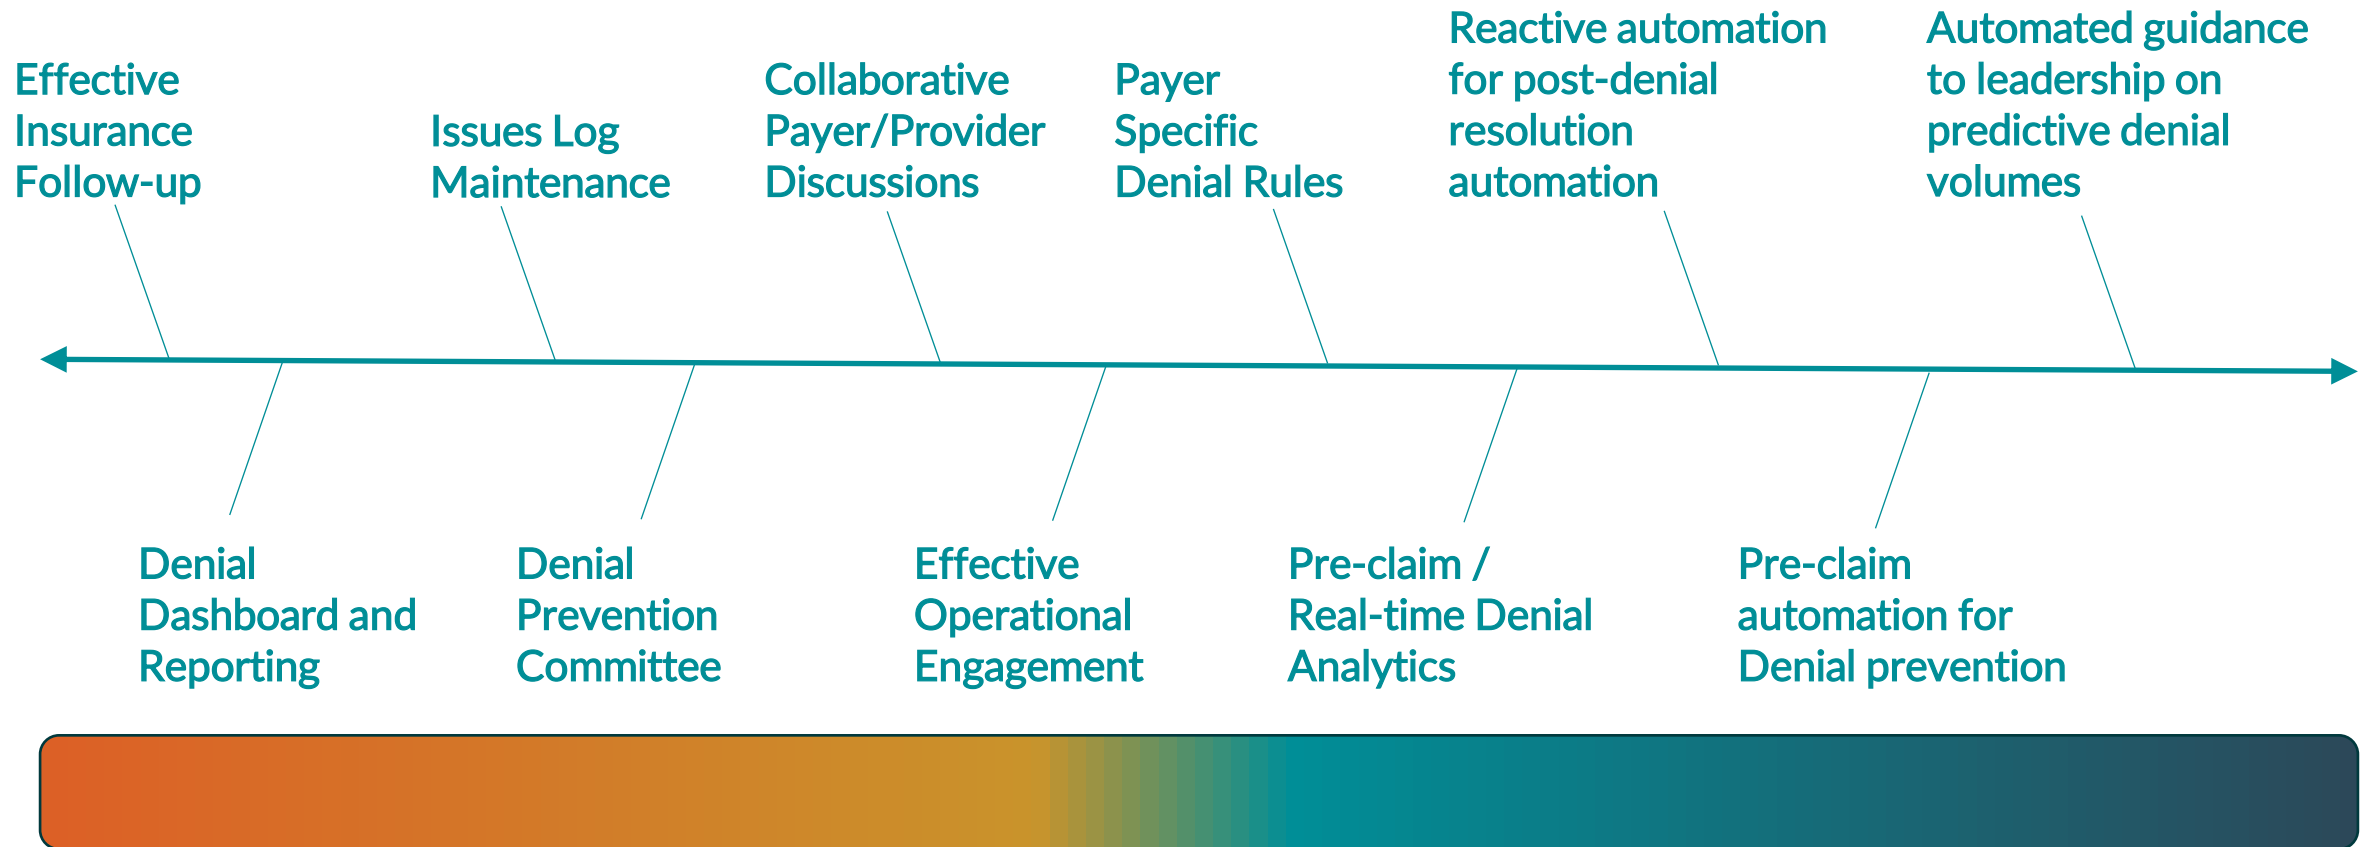 Effective
Insurance
Follow-up
Issues Log
Maintenance
Collaborative
Payer/Provider
Discussions
Payer
Specific
Denial Rules
Reactive automation
for post-denial
resolution
automation
Automated guidance
to leadership on
predictive denial
volumes
Denial
Dashboard and
Reporting
Denial
Prevention
Committee
Effective
Operational
Engagement
Pre-claim /
Real-time Denial
Analytics
Pre-claim
automation for
Denial prevention